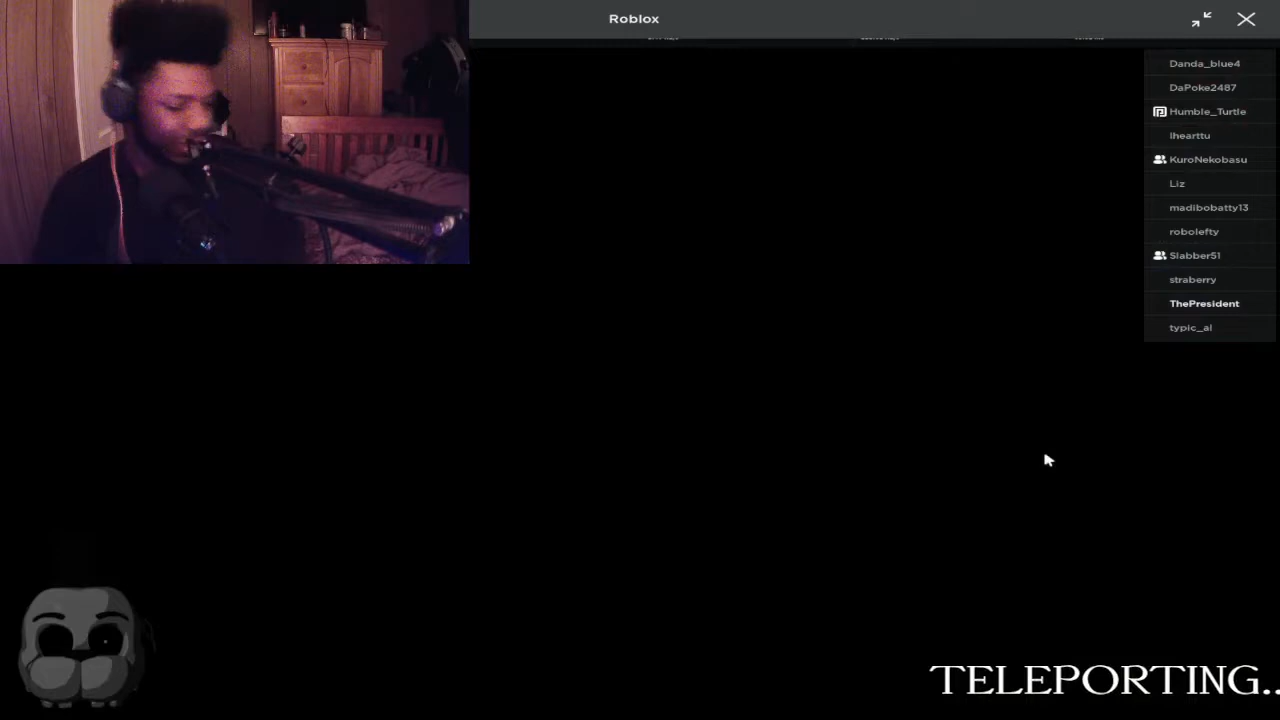 Roblox
Danda_blue4
DaPoke2487
Humble_Turtle
Ihearttu
KuroNekobasu
Liz
madibobatty13
robolefty
Slabber51
straberry
ThePresident
typic_al
TELEPORTING..